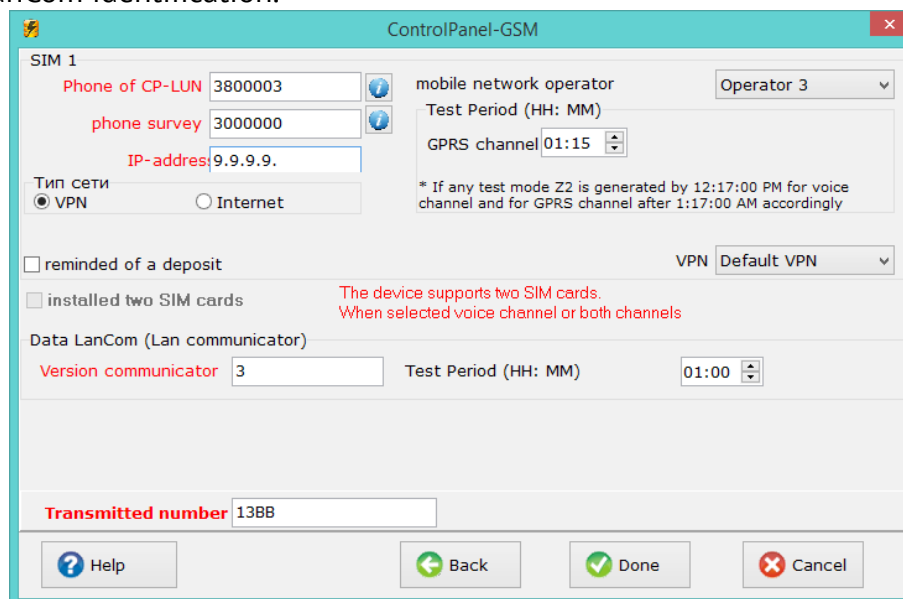 ControlPanel-GSM
SIM 1
Phone of CP-LUN 3800003
mobile network operator Operator 3
phone survey 3000000
Test Period (HH: MM)
GPRS channel 01:15
IP-addres 9.9.9.9.
Тип сети
VPN Internet
* If any test mode Z2 is generated by 12:17:00 PM for voice
channel and for GPRS channel after 1:17:00 AM accordingly
reminded of a deposit
VPN Default VPN
installed two SIM cards
The device supports two SIM cards.
When selected voice channel or both channels
Data LanCom (Lan communicator)
Version communicator 3
Test Period (HH: MM) 01:00
Transmitted number 13BB
Help Back Done Cancel